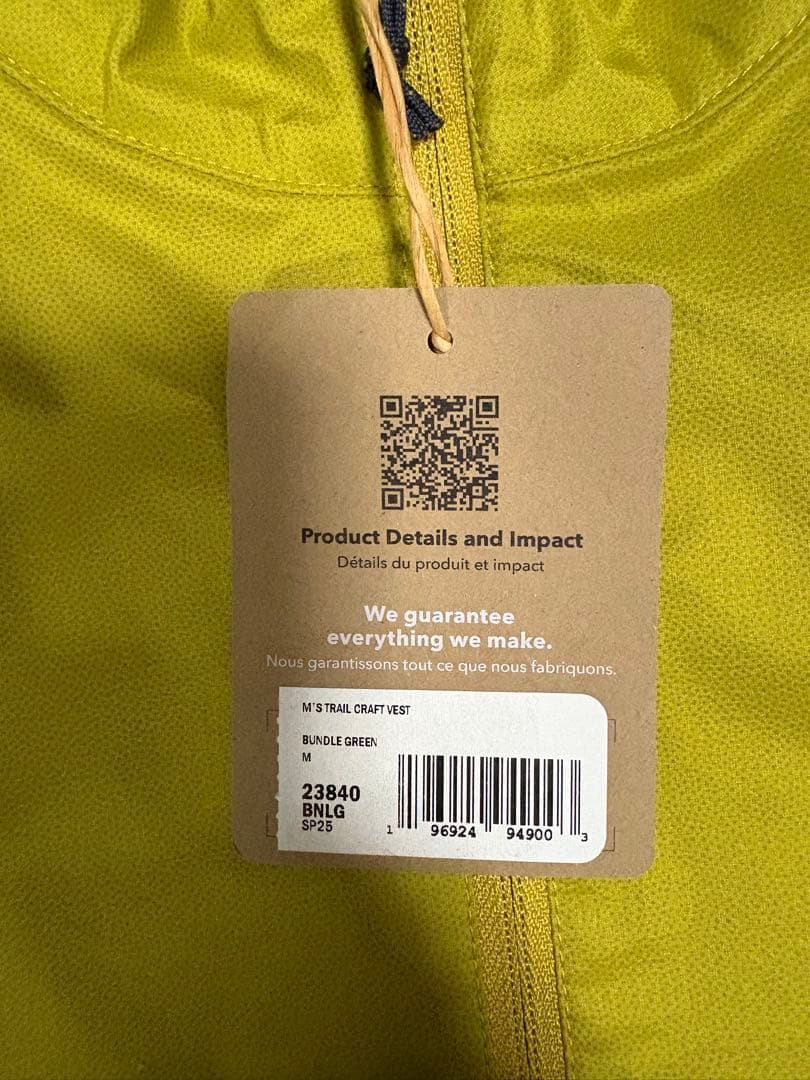 Product Details and Impact
Détails du produit et impact
We guarantee
everything we make.
Nous garantissons tout ce que nous fabriquons.
M'S TRAIL CRAFT VEST
BUNDLE GREEN
M
23840
BNLG
SP25
1 96924 94900 3